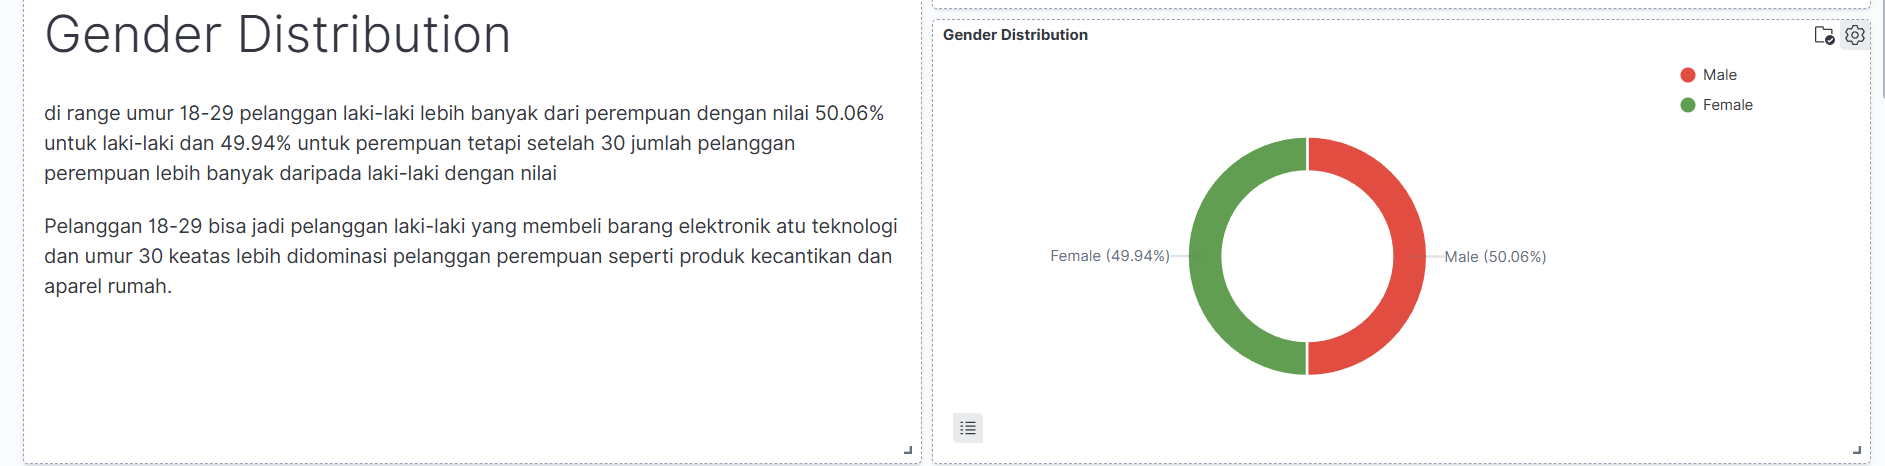 Gender Distribution
di range umur 18-29 pelanggan laki-laki lebih banyak dari perempuan dengan nilai 50.06%
untuk laki-laki dan 49.94% untuk perempuan tetapi setelah 30 jumlah pelanggan
perempuan lebih banyak daripada laki-laki dengan nilai
Pelanggan 18-29 bisa jadi pelanggan laki-laki yang membeli barang elektronik atu teknologi
dan umur 30 keatas lebih didominasi pelanggan perempuan seperti produk kecantikan dan
aparel rumah.
Gender Distribution
Male
Female
Female (49.94%)
Male (50.06%)